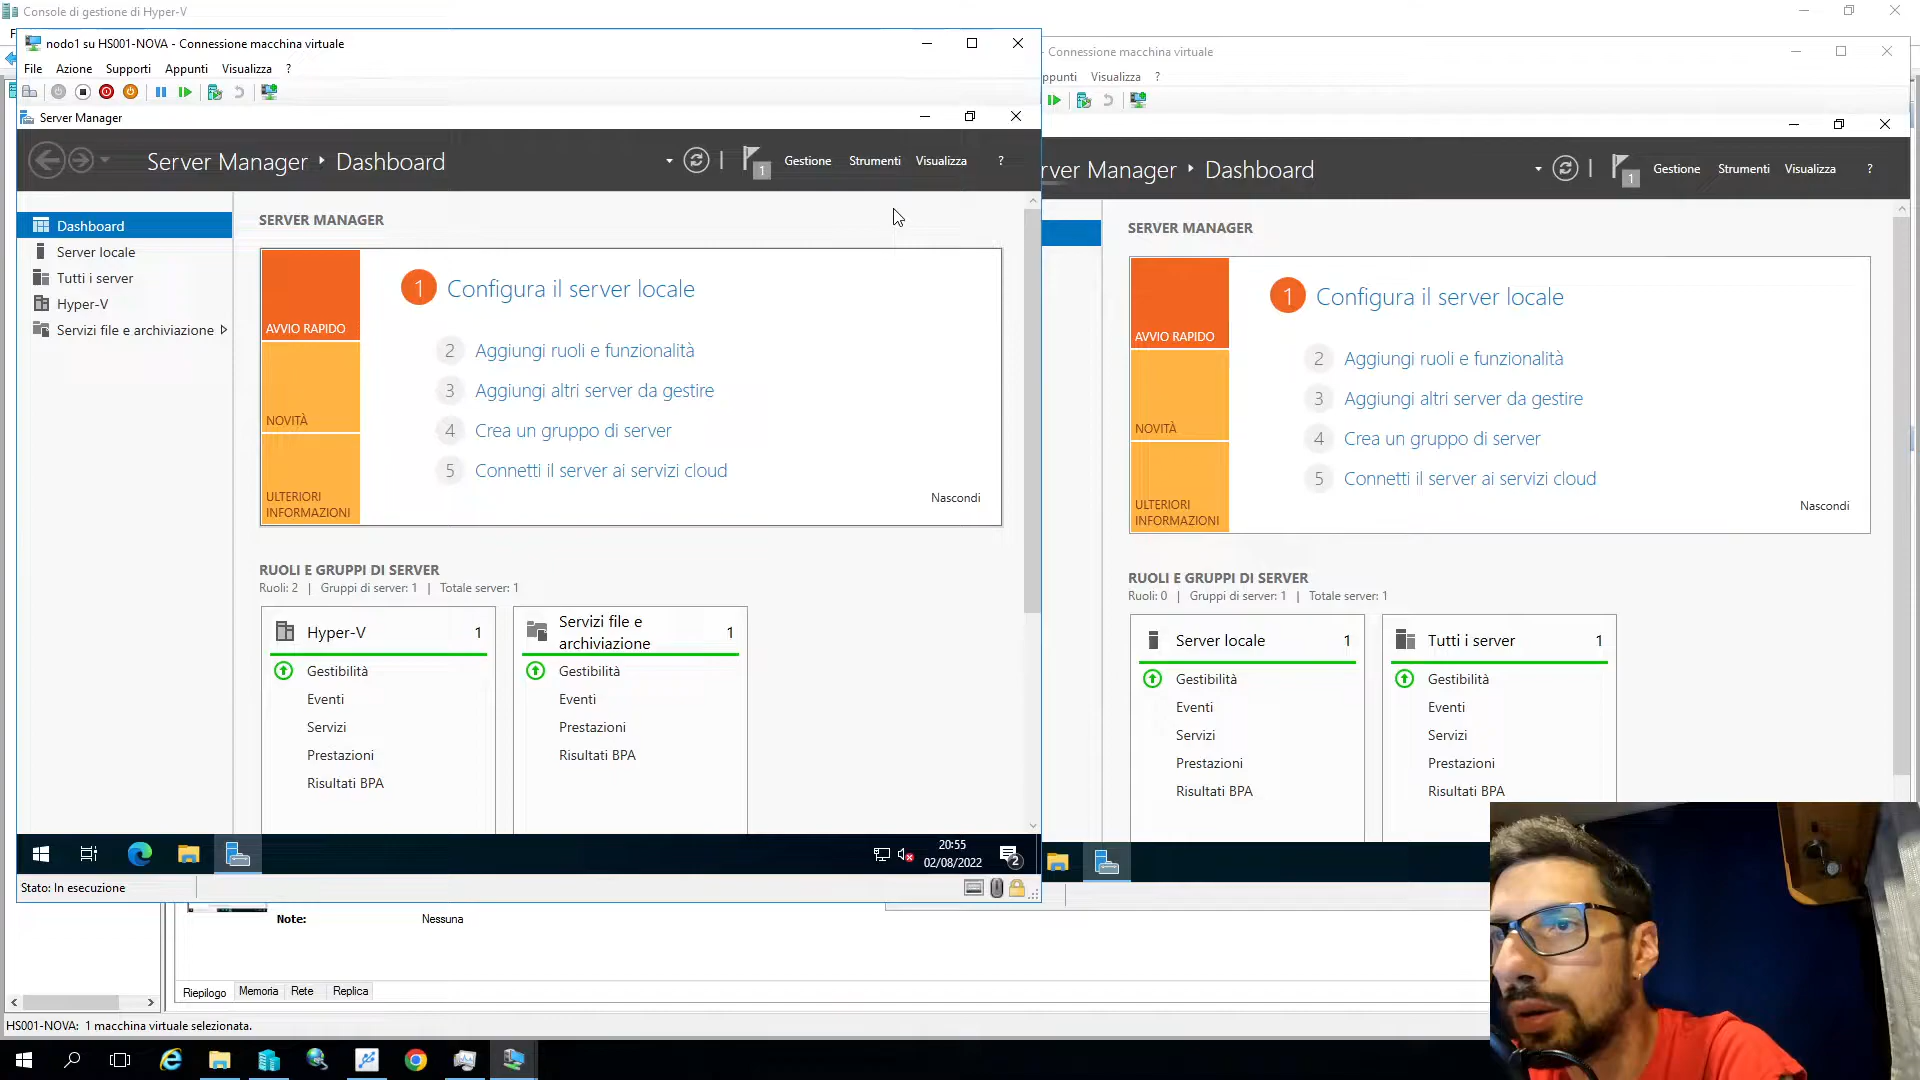 Console di gestione di Hyper-V
nodo1 su HS001-NOVA - Connessione macchina virtuale
File Azione Supporti Appunti Visualizza ?
Server Manager
Server Manager Dashboard
1 Gestione Strumenti Visualizza ?
Dashboard
Server locale
Tutti i server
Hyper-V
Servizi file e archiviazione
SERVER MANAGER
AVVIO RAPIDO
NOVITÀ
ULTERIORI
INFORMAZIONI
1 Configura il server locale
2 Aggiungi ruoli e funzionalità
3 Aggiungi altri server da gestire
4 Crea un gruppo di server
5 Connetti il server ai servizi cloud
Nascondi
RUOLI E GRUPPI DI SERVER
Ruoli: 2 | Gruppi di server: 1 | Totale server: 1
Hyper-V 1
Gestibilità
Eventi
Servizi
Prestazioni
Risultati BPA
Servizi file e
archiviazione 1
Gestibilità
Eventi
Prestazioni
Risultati BPA
20:55
02/08/2022
2
Stato: In esecuzione
- Connessione macchina virtuale
ppunti Visualizza ?
rver Manager Dashboard
1 Gestione Strumenti Visualizza ?
SERVER MANAGER
AVVIO RAPIDO
NOVITÀ
ULTERIORI
INFORMAZIONI
1 Configura il server locale
2 Aggiungi ruoli e funzionalità
3 Aggiungi altri server da gestire
4 Crea un gruppo di server
5 Connetti il server ai servizi cloud
Nascondi
RUOLI E GRUPPI DI SERVER
Ruoli: 0 | Gruppi di server: 1 | Totale server: 1
Server locale 1
Gestibilità
Eventi
Servizi
Prestazioni
Risultati BPA
Tutti i server 1
Gestibilità
Eventi
Servizi
Prestazioni
Risultati BPA
Note: Nessuna
Riepilogo Memoria Rete Replica
HS001-NOVA: 1 macchina virtuale selezionata.